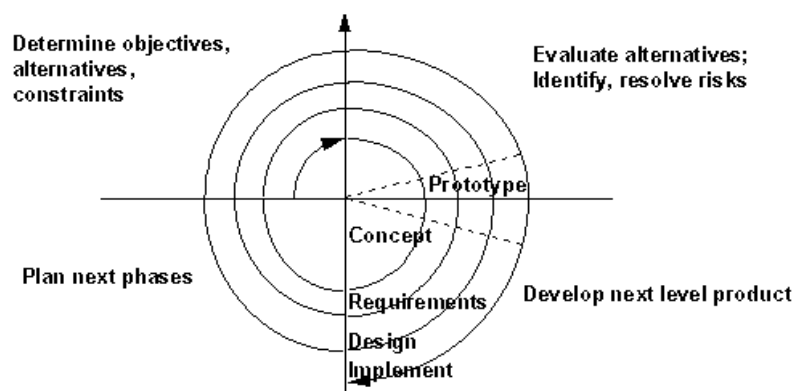 Determine objectives,
alternatives,
constraints
Evaluate alternatives;
Identify, resolve risks
Prototype
Concept
Plan next phases
Requirements
Develop next level product
Design
Implement